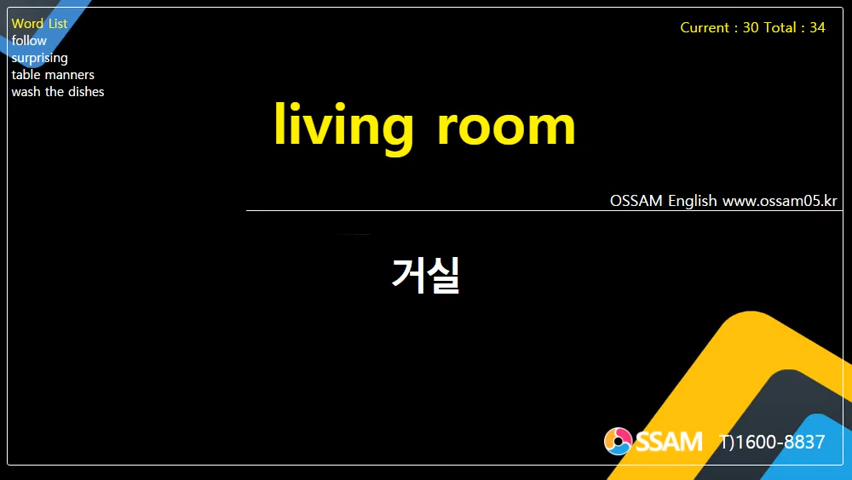 Word List
follow
surprising
table manners
wash the dishes
Current : 30 Total : 34
living room
OSSAM English www.ossam05.kr
거실
OSSAM T)1600-8837